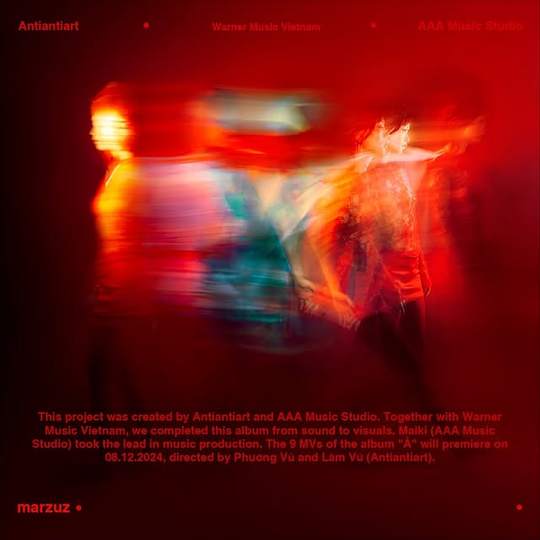 Antiantiart • Warner Music Vietnam • AAA Music Studio
This project was created by Antiantiart and AAA Music Studio. Together with Warner
Music Vietnam, we completed this album from sound to visuals. Maiki (AAA Music
Studio) took the lead in music production. The 9 MVs of the album "À" will premiere on
08.12.2024, directed by Phuong Vu and Lam Vu (Antiantiart).
marzuz •